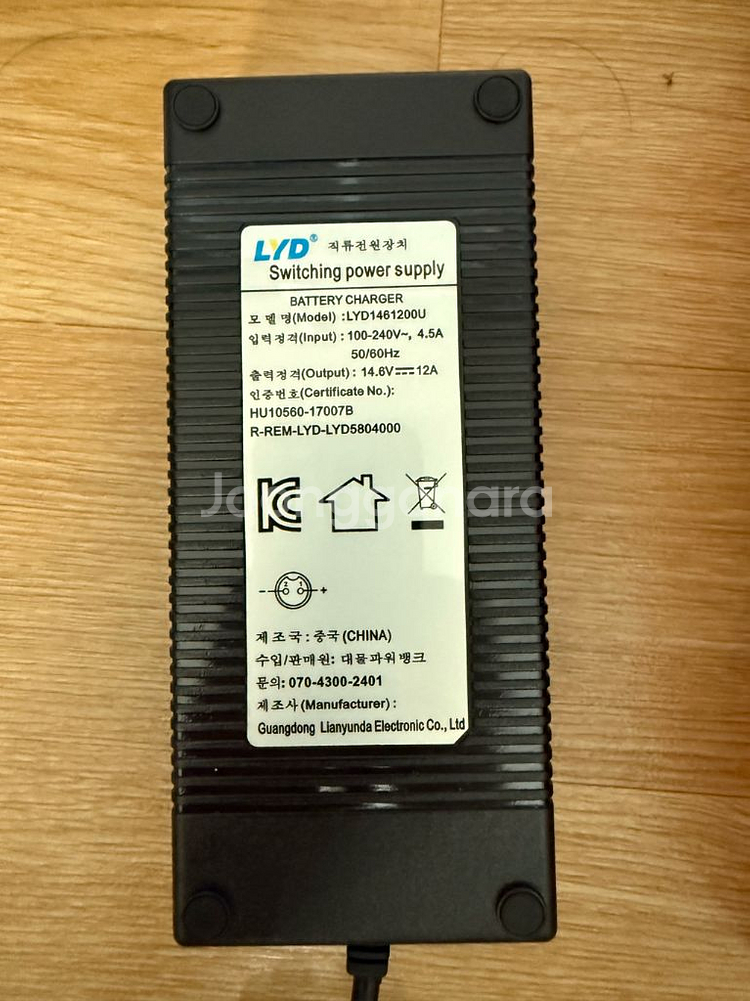 LYD® 직류전원장치
Switching power supply
BATTERY CHARGER
모 델 명(Model) :LYD1461200U
입력정격(Input) : 100-240V~, 4.5A
50/60Hz
출력정격(Output) : 14.6V⎓12A
인증번호(Certificate No.):
HU10560-17007B
R-REM-LYD-LYD5804000
Joonggonara
- 2 1 +
제 조 국 : 중국 (CHINA)
수입/판매원: 대물파워뱅크
문의: 070-4300-2401
제조사(Manufacturer) :
Guangdong Lianyunda Electronic Co., Ltd